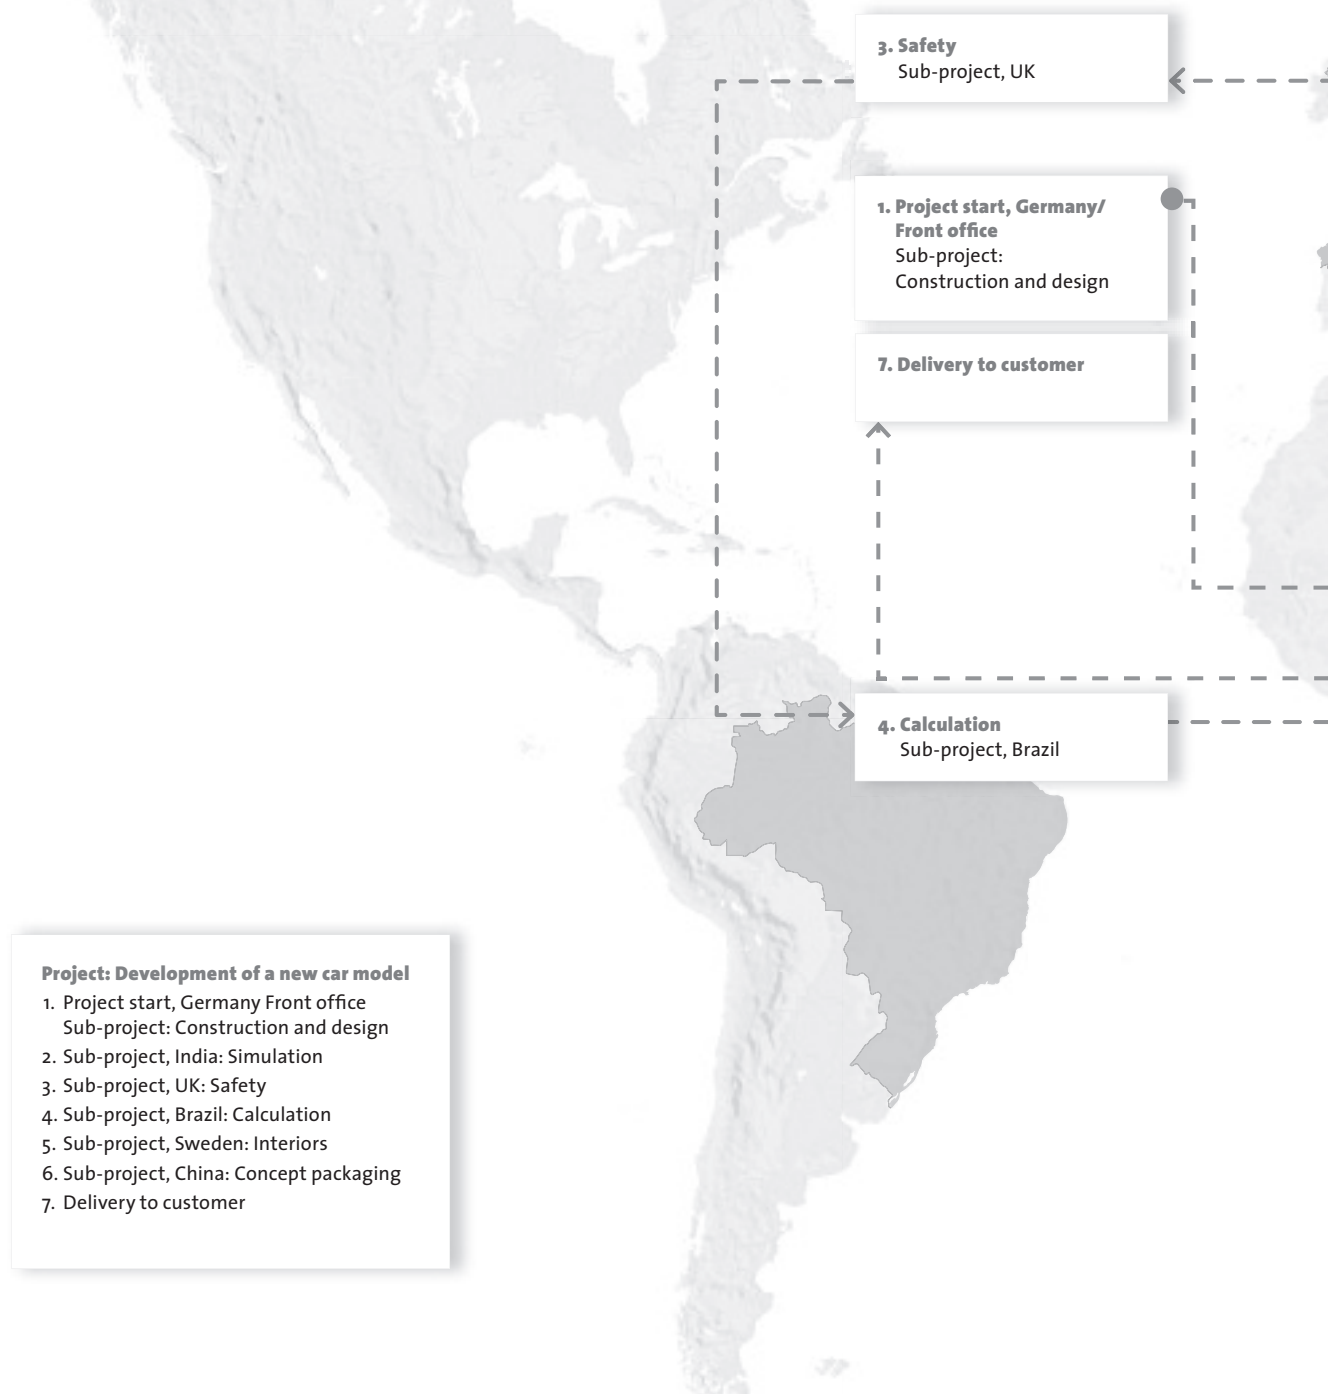 3. Safety
Sub-project, UK
1. Project start, Germany/
Front office
Sub-project:
Construction and design
7. Delivery to customer
4. Calculation
Sub-project, Brazil
Project: Development of a new car model
1. Project start, Germany Front office
Sub-project: Construction and design
2. Sub-project, India: Simulation
3. Sub-project, UK: Safety
4. Sub-project, Brazil: Calculation
5. Sub-project, Sweden: Interiors
6. Sub-project, China: Concept packaging
7. Delivery to customer